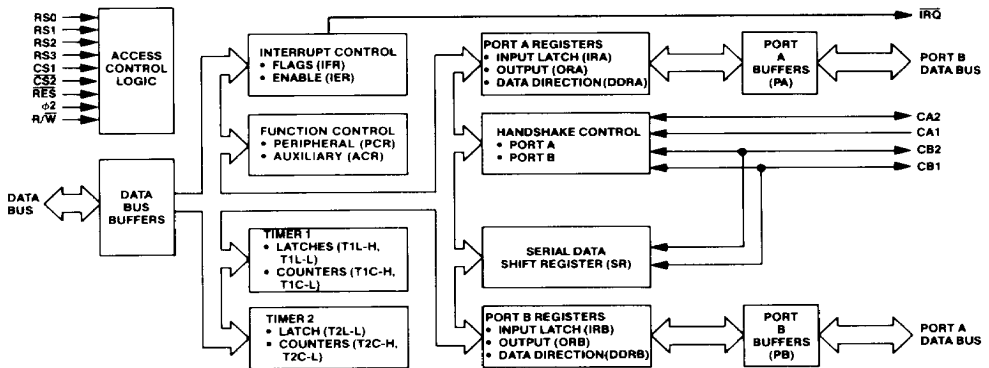 RS0
RS1
RS2
RS3
CS1
CS2
RES
φ2
R/W
ACCESS
CONTROL
LOGIC
DATA
BUS
DATA
BUS
BUFFERS
INTERRUPT CONTROL
• FLAGS (IFR)
• ENABLE (IER)
FUNCTION CONTROL
• PERIPHERAL (PCR)
• AUXILIARY (ACR)
TIMER 1
• LATCHES (T1L-H,
T1L-L)
• COUNTERS (T1C-H,
T1C-L)
TIMER 2
• LATCH (T2L-L)
• COUNTERS (T2C-H,
T2C-L)
PORT A REGISTERS
• INPUT LATCH (IRA)
• OUTPUT (ORA)
• DATA DIRECTION (DDRA)
HANDSHAKE CONTROL
• PORT A
• PORT B
SERIAL DATA
SHIFT REGISTER (SR)
PORT B REGISTERS
• INPUT LATCH (IRB)
• OUTPUT (ORB)
• DATA DIRECTION(DDRB)
PORT
A
BUFFERS (PA)
PORT
B
BUFFERS
(PB)
IRQ
PORT B
DATA BUS
CA2
CA1
CB2
CB1
PORT A
DATA BUS